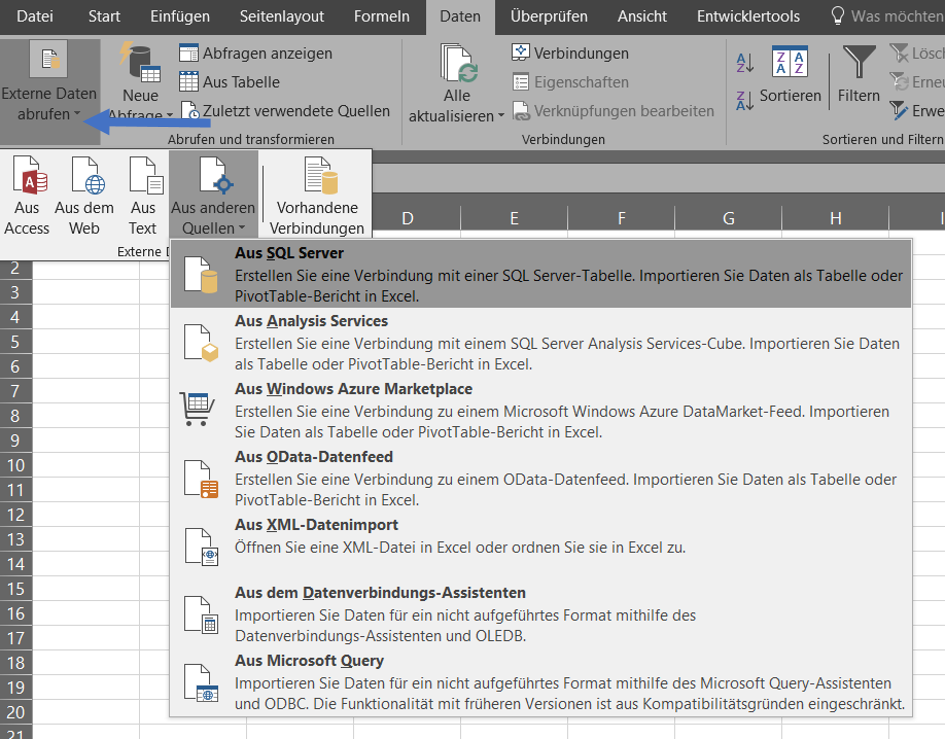 Datei Start Einfügen Seitenlayout Formeln Daten Überprüfen Ansicht Entwicklertools Was möchten
Externe Daten
abrufen
Neue
Abfrage
Abfragen anzeigen
Aus Tabelle
Zuletzt verwendete Quellen
Abrufen und transformieren
Alle
aktualisieren
Verbindungen
Eigenschaften
Verknüpfungen bearbeiten
Verbindungen
A
Z
Z
A
Z A
A Z
Sortieren
Filtern
Sortieren und Filtern
Aus
Access
Aus dem
Web
Aus
Text
Aus anderen
Quellen
Vorhandene
Verbindungen
Externe
D E F G H
Aus SQL Server
Erstellen Sie eine Verbindung mit einer SQL Server-Tabelle. Importieren Sie Daten als Tabelle oder
PivotTable-Bericht in Excel.
Aus Analysis Services
Erstellen Sie eine Verbindung mit einem SQL Server Analysis Services-Cube. Importieren Sie Daten
als Tabelle oder PivotTable-Bericht in Excel.
Aus Windows Azure Marketplace
Erstellen Sie eine Verbindung zu einem Microsoft Windows Azure DataMarket-Feed. Importieren
Sie Daten als Tabelle oder PivotTable-Bericht in Excel.
Aus OData-Datenfeed
Erstellen Sie eine Verbindung zu einem OData-Datenfeed. Importieren Sie Daten als Tabelle oder
PivotTable-Bericht in Excel.
Aus XML-Datenimport
Öffnen Sie eine XML-Datei in Excel oder ordnen Sie sie in Excel zu.
Aus dem Datenverbindungs-Assistenten
Importieren Sie Daten für ein nicht aufgeführtes Format mithilfe des
Datenverbindungs-Assistenten und OLEDB.
Aus Microsoft Query
Importieren Sie Daten für ein nicht aufgeführtes Format mithilfe des Microsoft Query-Assistenten
und ODBC. Die Funktionalität mit früheren Versionen ist aus Kompatibilitätsgründen eingeschränkt.
2
3
4
5
6
7
8
9
10
11
12
13
14
15
16
17
18
19
20
21